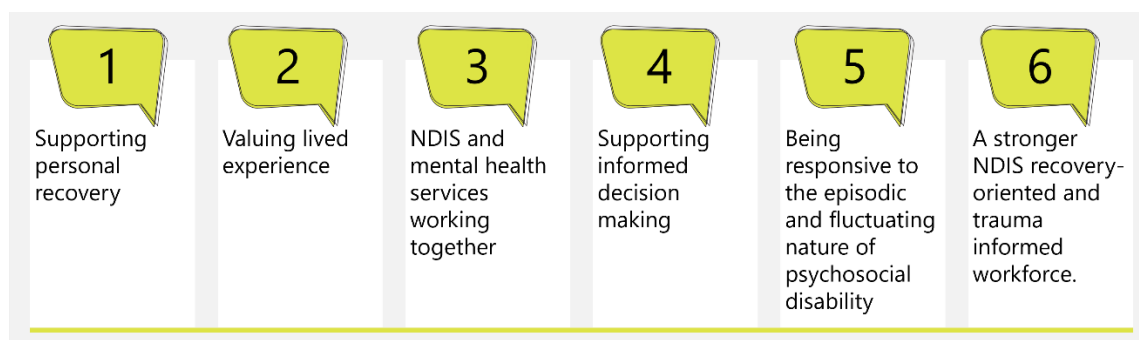 1
Supporting
personal
recovery
2
Valuing lived
experience
3
NDIS and
mental health
services
working
together
4
Supporting
informed
decision
making
5
Being
responsive to
the episodic
and fluctuating
nature of
psychosocial
disability
6
A stronger
NDIS recovery-
oriented and
trauma
informed
workforce.